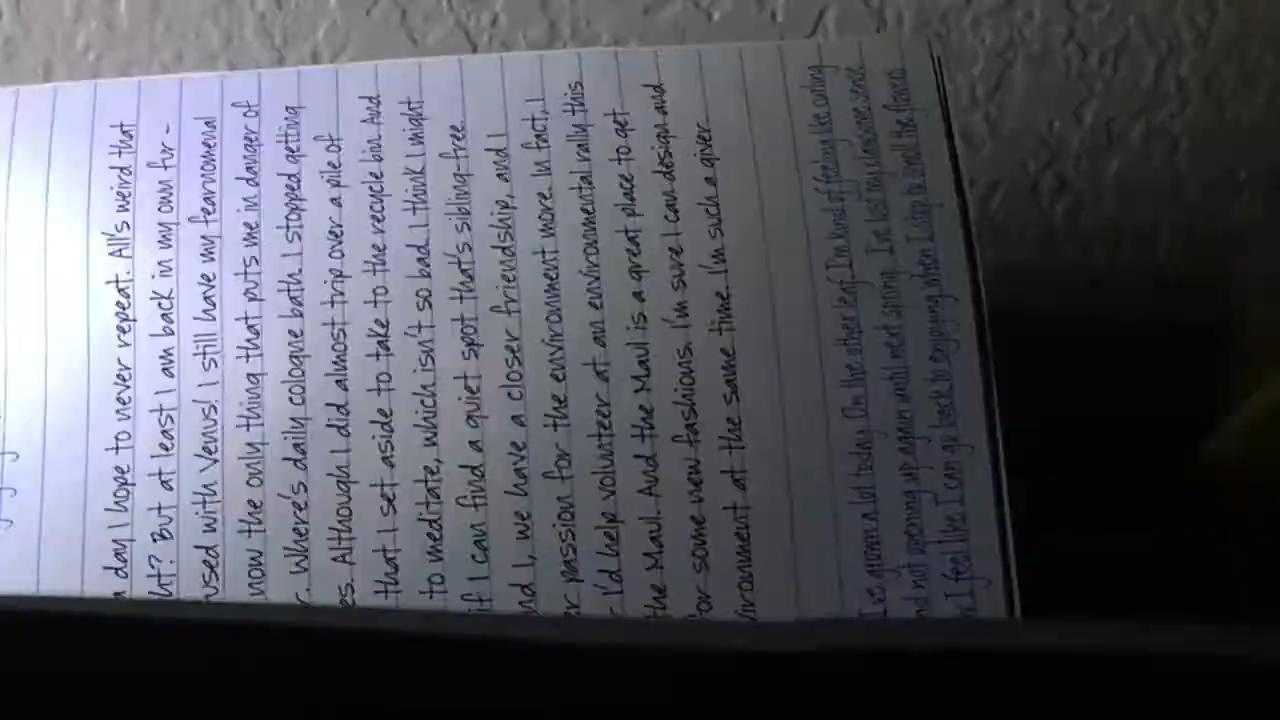 day I hope to never repeat. All's weird that
But at least I am back in my own fur-
used with Venus! I still have my fearnomenal
now the only thing that puts me in danger of
Where's daily cologne bath. I stopped getting
es. Although I did almost trip over a pile of
that I set aside to take to the recycle bin. And
to meditate, which isn't so bad. I think I might
if I can find a quiet spot that's sibling-free.
nd I, we have a closer friendship, and I
r passion for the environment more. In fact, I
I'd help volunteer at an environmental rally this
the Maul. And the Maul is a great place to get
for some new fashions. I'm sure I can design and
vironment at the same time. I'm such a giver.
I've grown a lot today. On the other leaf, I'm kind of feeling like curling
nd not opening up again until next spring. I've lost my
I feel like I can go back to enjoying when I stop to smell the flowers